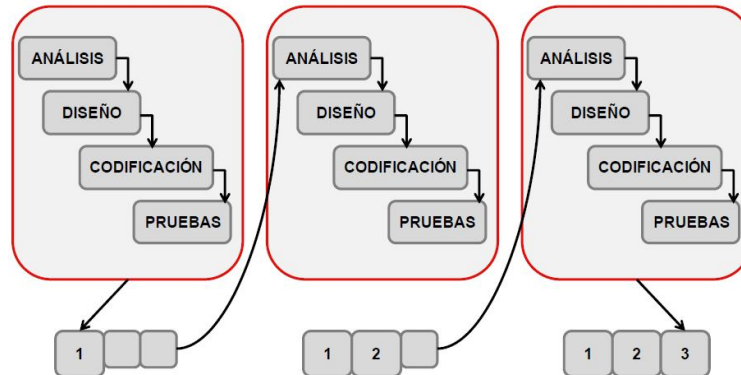 ANÁLISIS
DISEÑO
CODIFICACIÓN
PRUEBAS
1
ANÁLISIS
DISEÑO
CODIFICACIÓN
PRUEBAS
1 2
ANÁLISIS
DISEÑO
CODIFICACIÓN
PRUEBAS
1 2 3